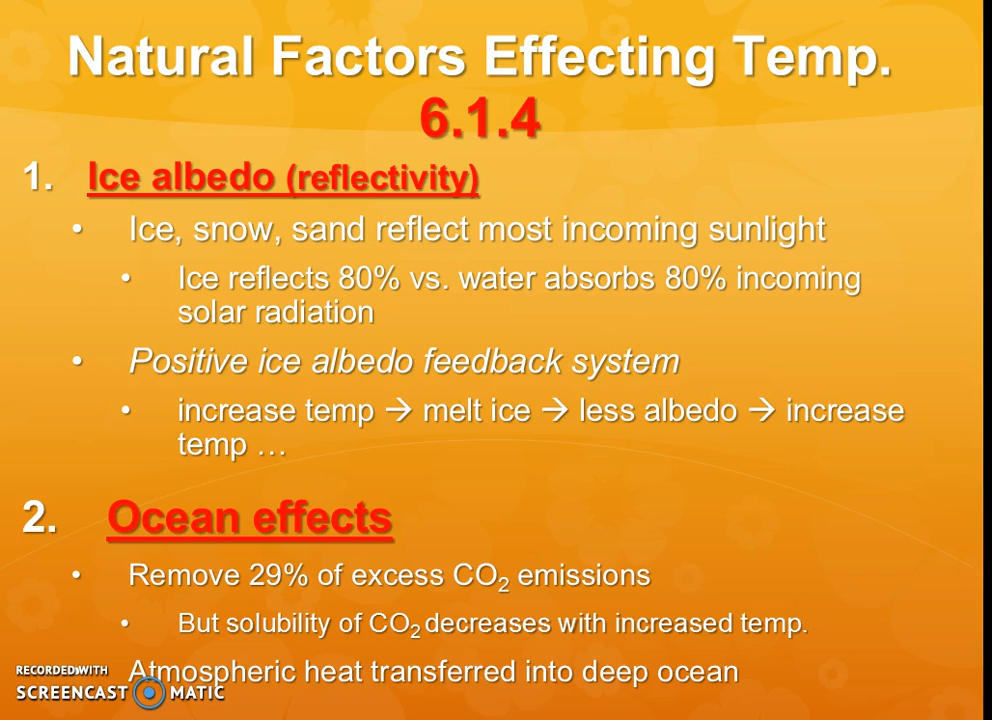 Natural Factors Effecting Temp.
6.1.4
1. Ice albedo (reflectivity)
• Ice, snow, sand reflect most incoming sunlight
• Ice reflects 80% vs. water absorbs 80% incoming
solar radiation
• Positive ice albedo feedback system
• increase temp → melt ice → less albedo → increase
temp …
2. Ocean effects
• Remove 29% of excess CO₂ emissions
• But solubility of CO₂ decreases with increased temp.
Atmospheric heat transferred into deep ocean
RECORDED WITH
SCREENCAST MATIC